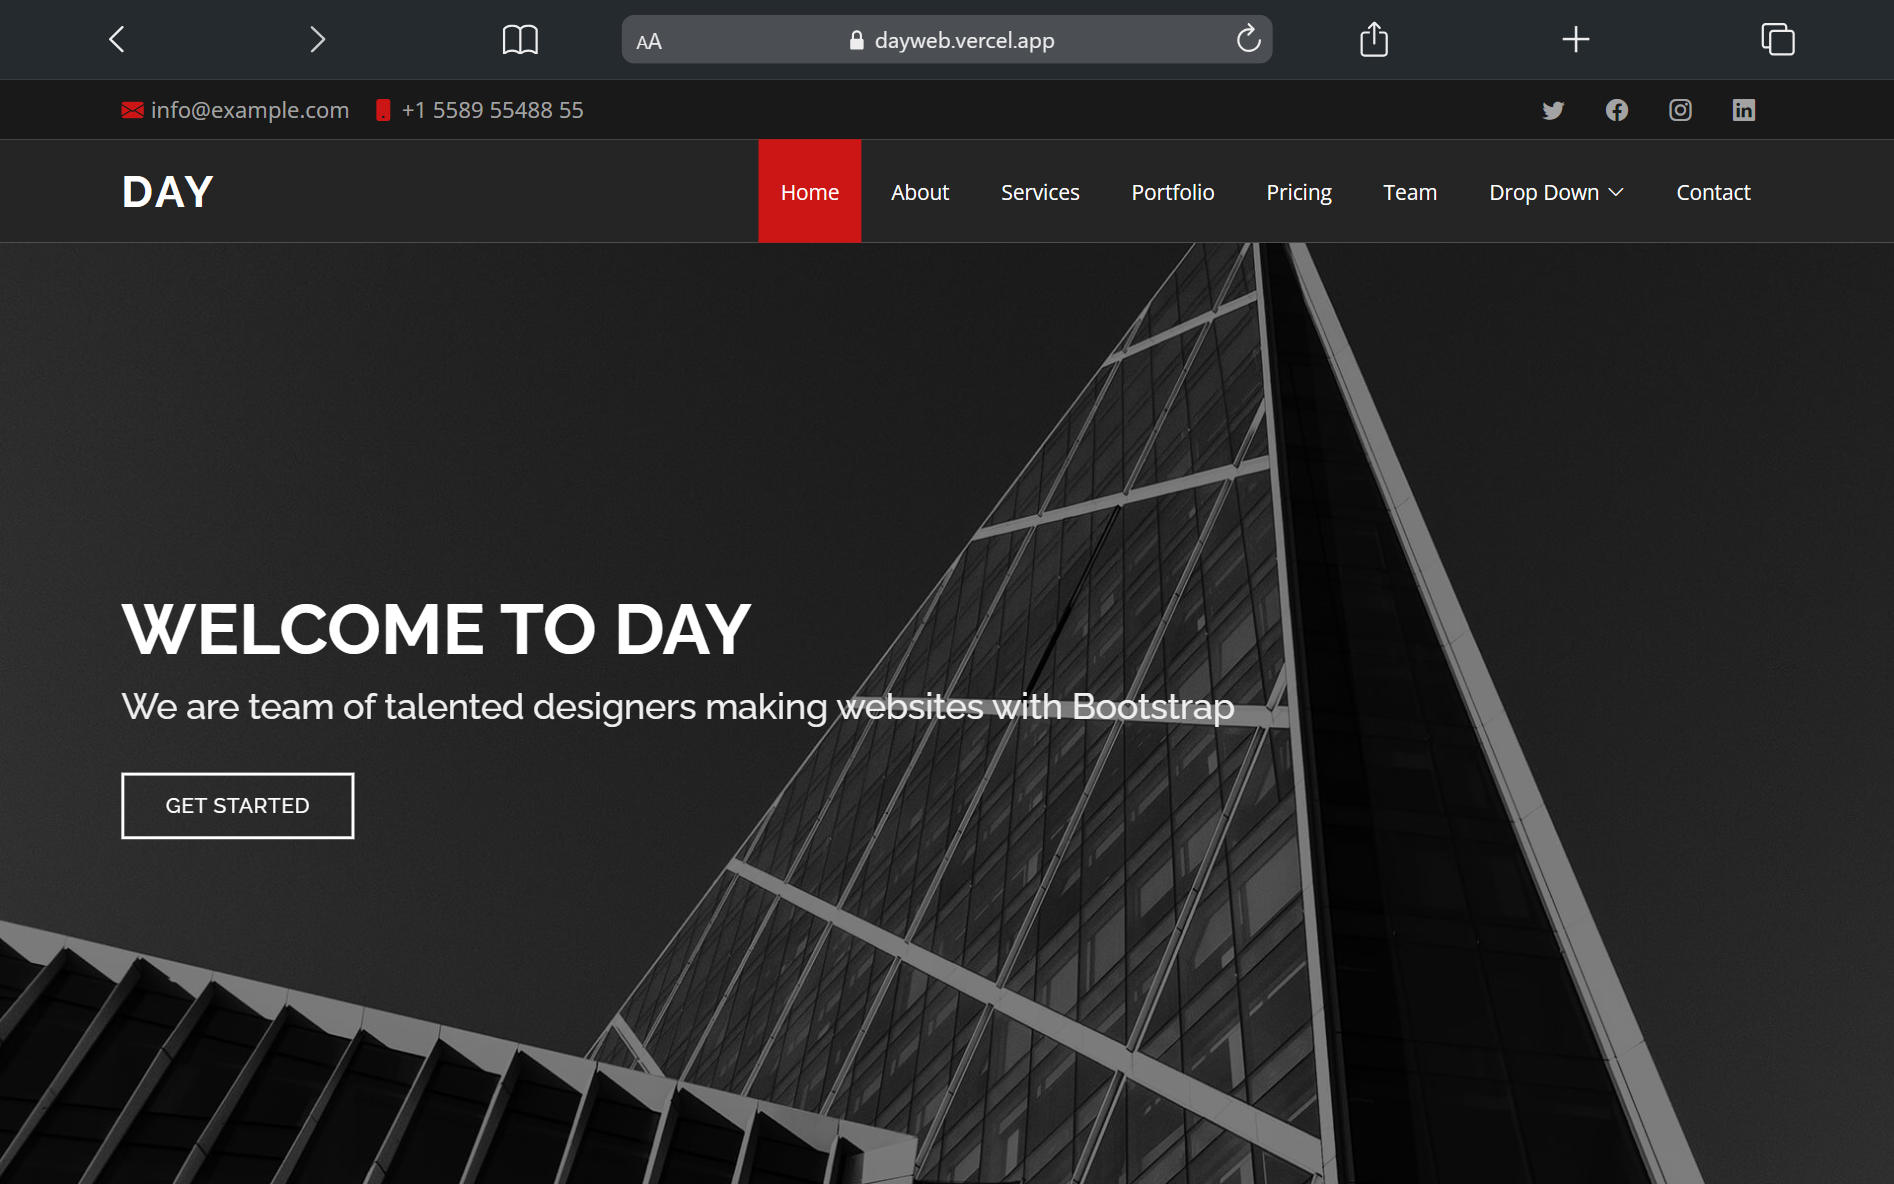 AA dayweb.vercel.app
info@example.com +1 5589 55488 55
DAY Home About Services Portfolio Pricing Team Drop Down Contact
WELCOME TO DAY
We are team of talented designers making websites with Bootstrap
GET STARTED